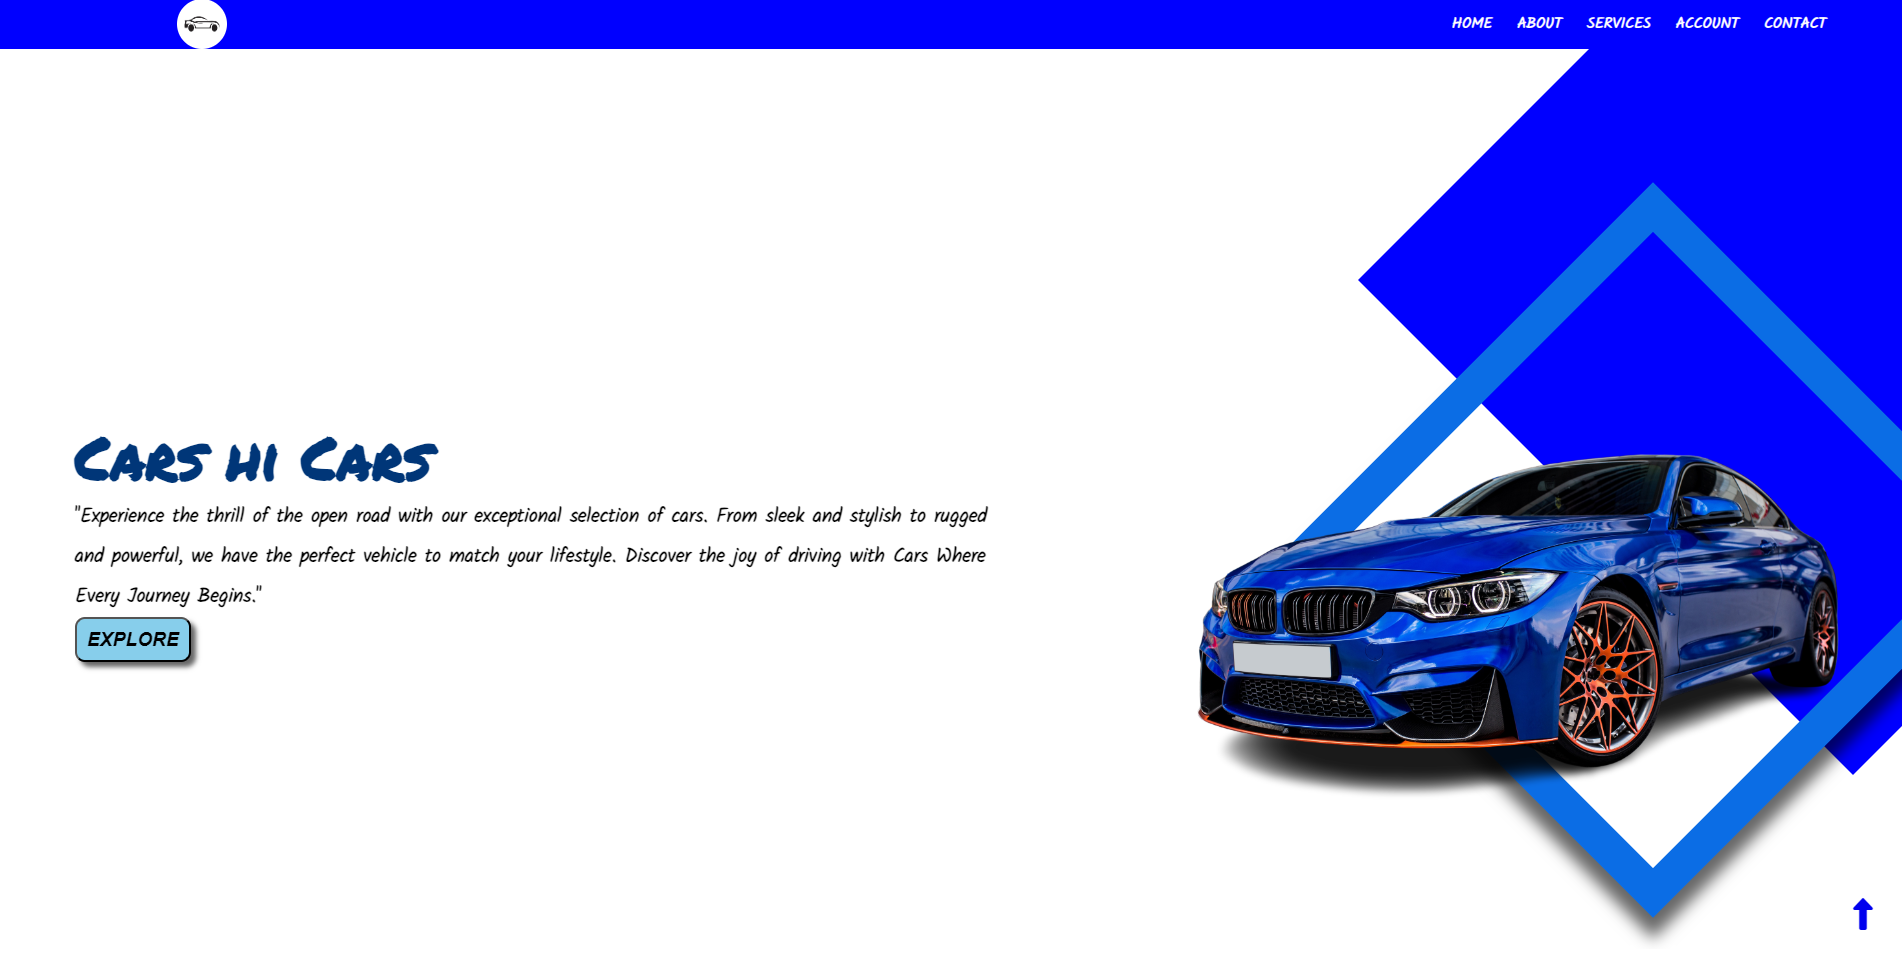 HOME ABOUT SERVICES ACCOUNT CONTACT
Cars hi Cars
"Experience the thrill of the open road with our exceptional selection of cars. From sleek and stylish to rugged
and powerful, we have the perfect vehicle to match your lifestyle. Discover the joy of driving with Cars Where
Every Journey Begins."
EXPLORE